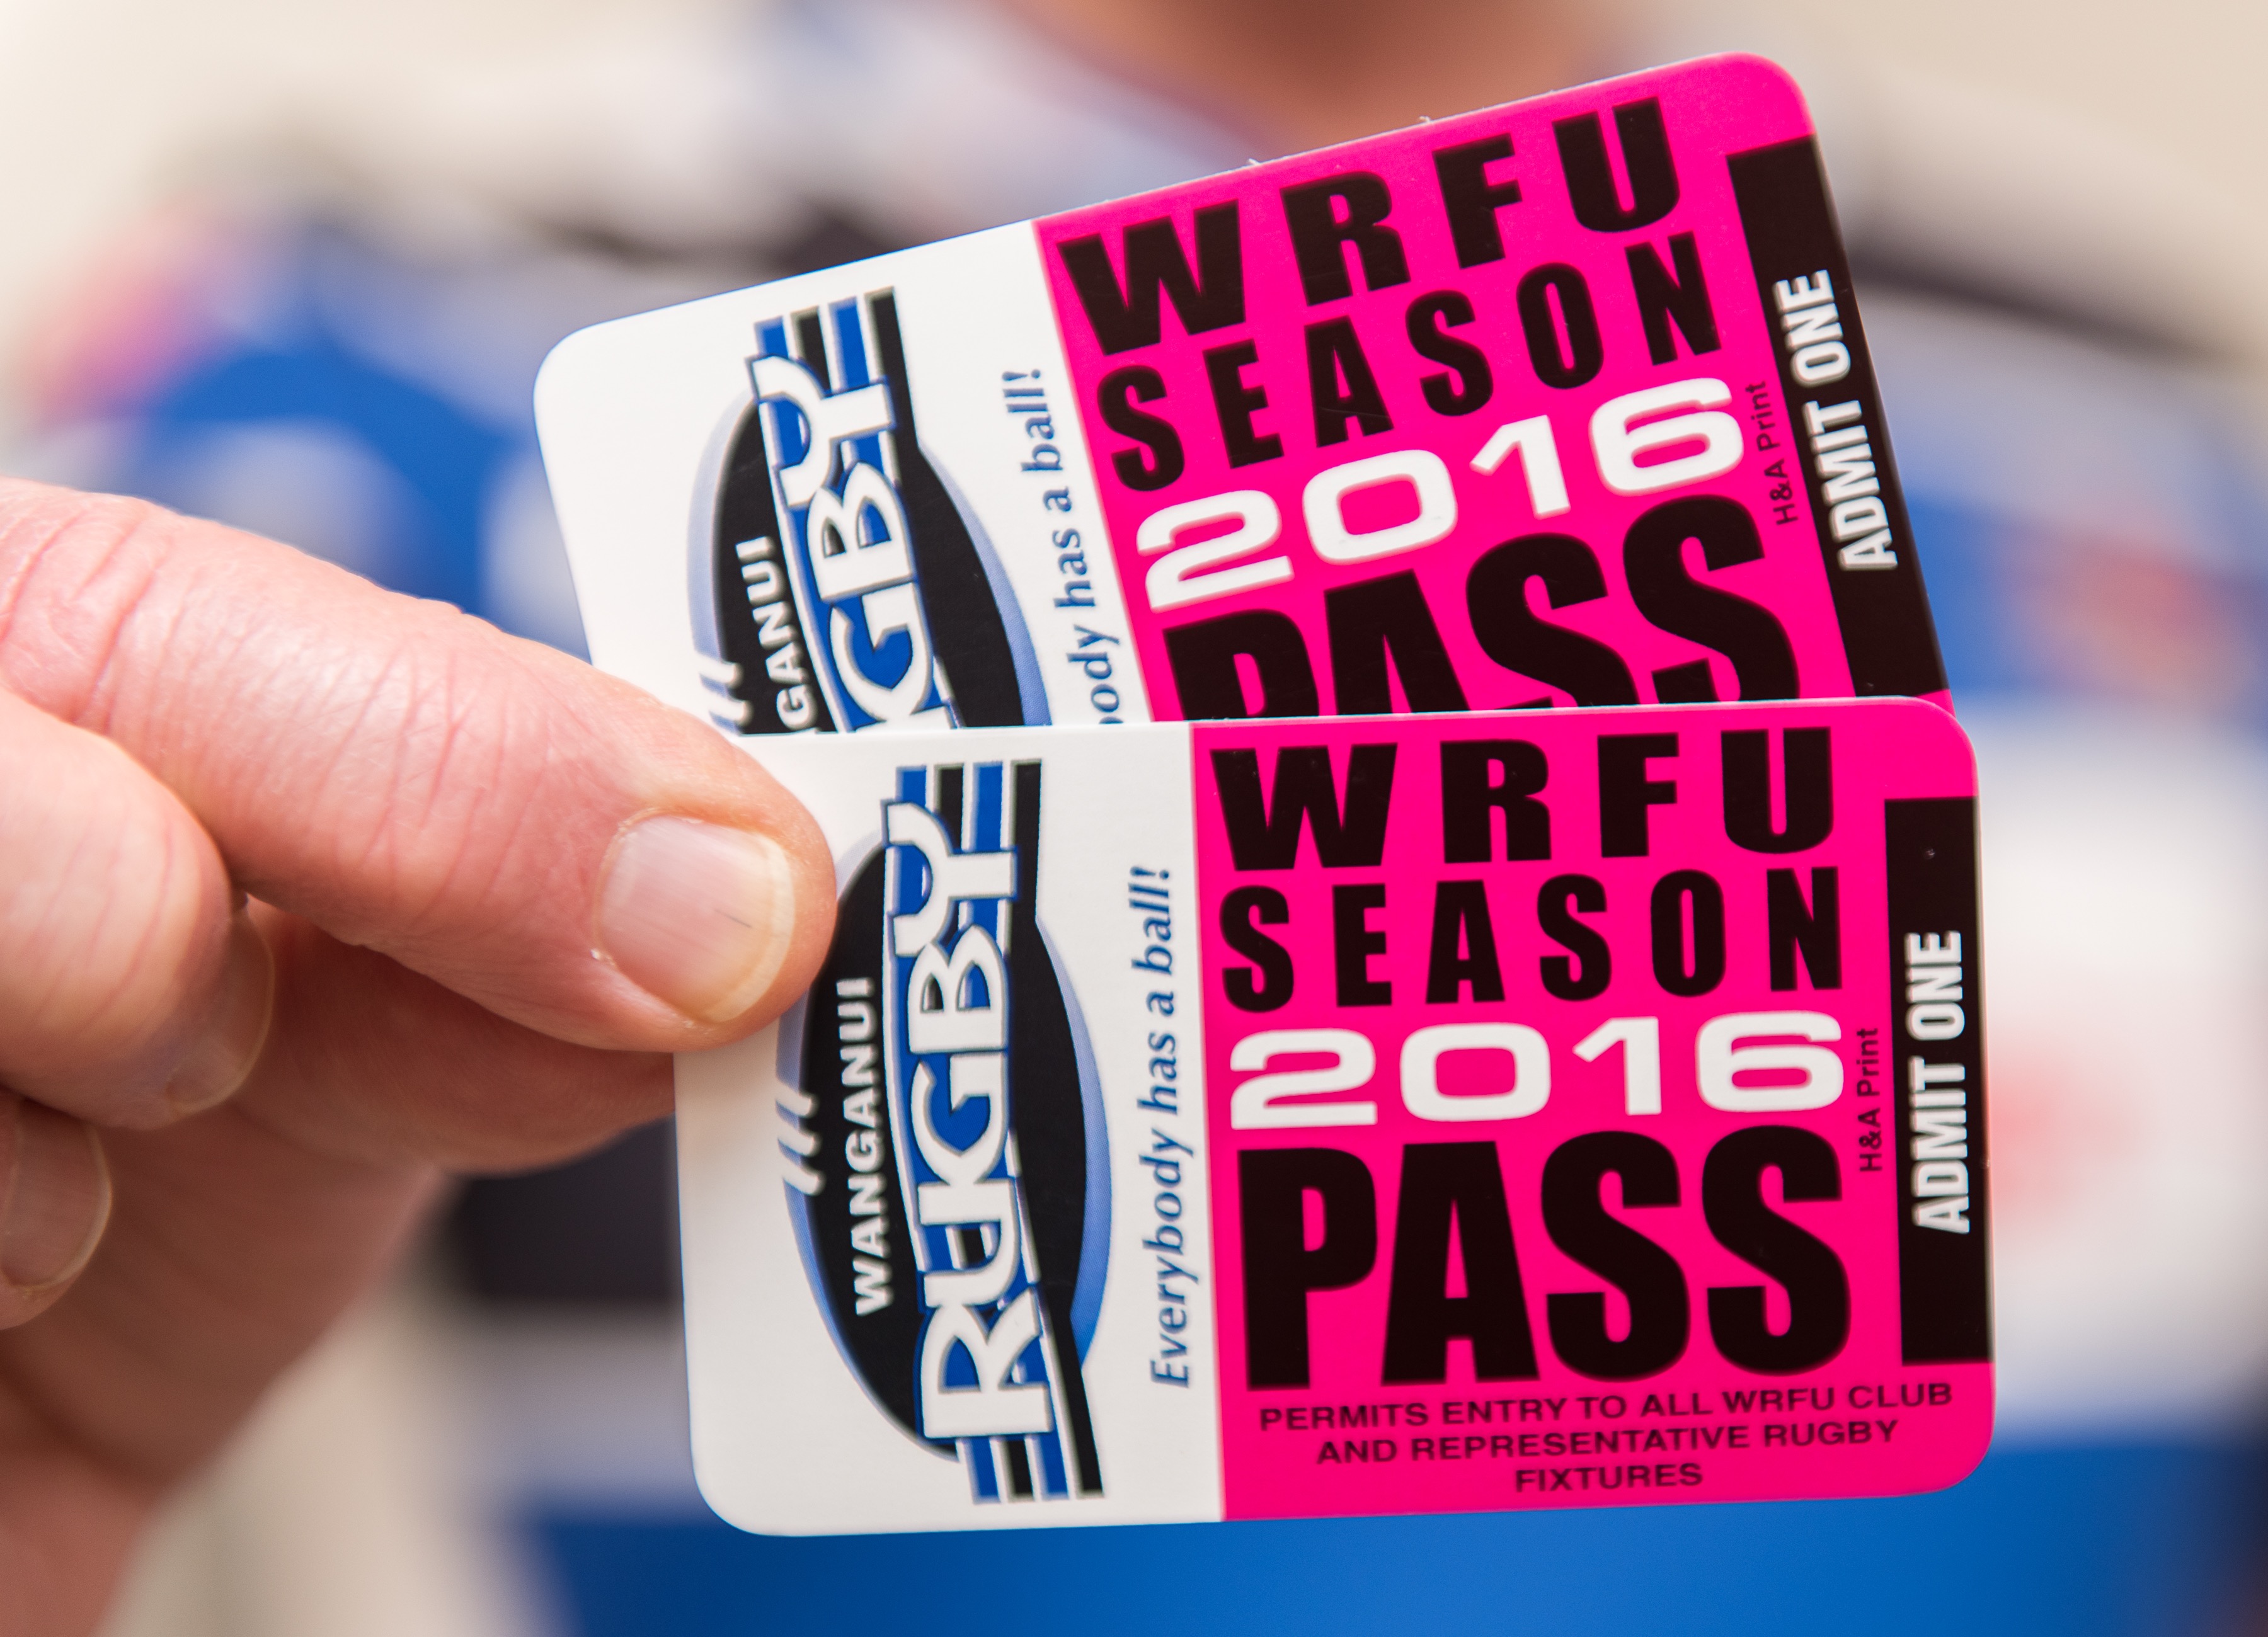 WANGANUI
RUGBY
body has a ball!
WRFU
SEASON
2016
PASS
H&A Print
ADMIT ONE
WANGANUI
RUGBY
Everybody has a ball!
WRFU
SEASON
2016
PASS
PERMITS ENTRY TO ALL WRFU CLUB
AND REPRESENTATIVE RUGBY
FIXTURES
H&A Print
ADMIT ONE